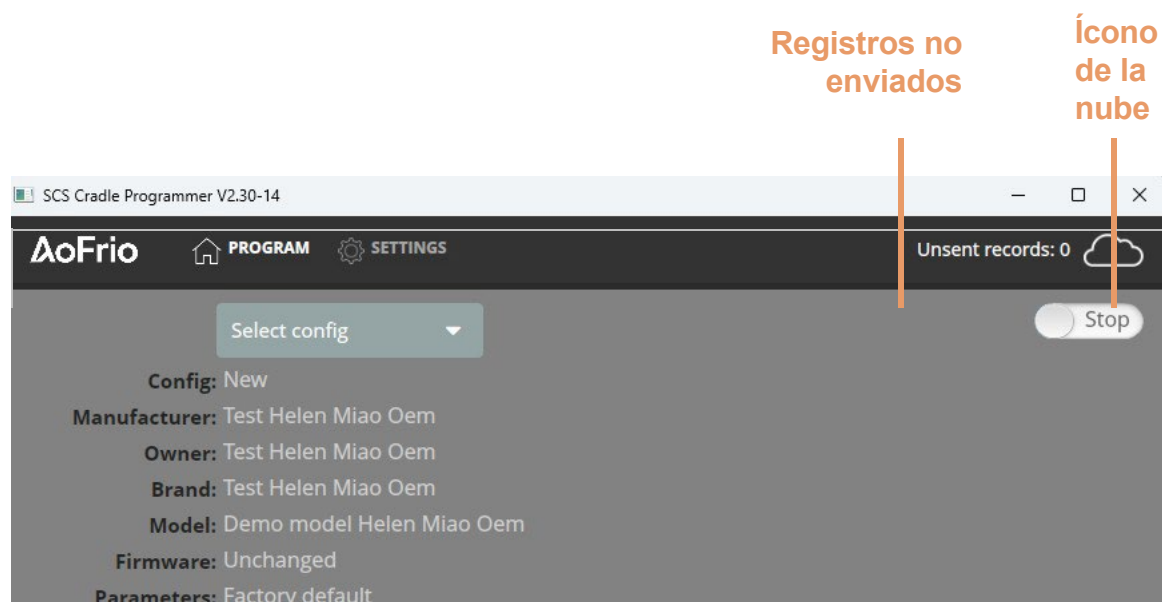 Registros no
enviados
Ícono
de la
nube
SCS Cradle Programmer V2.30-14
AoFrio PROGRAM SETTINGS Unsent records: 0
Select config Stop
Config: New
Manufacturer: Test Helen Miao Oem
Owner: Test Helen Miao Oem
Brand: Test Helen Miao Oem
Model: Demo model Helen Miao Oem
Firmware: Unchanged
Parameters: Factory default